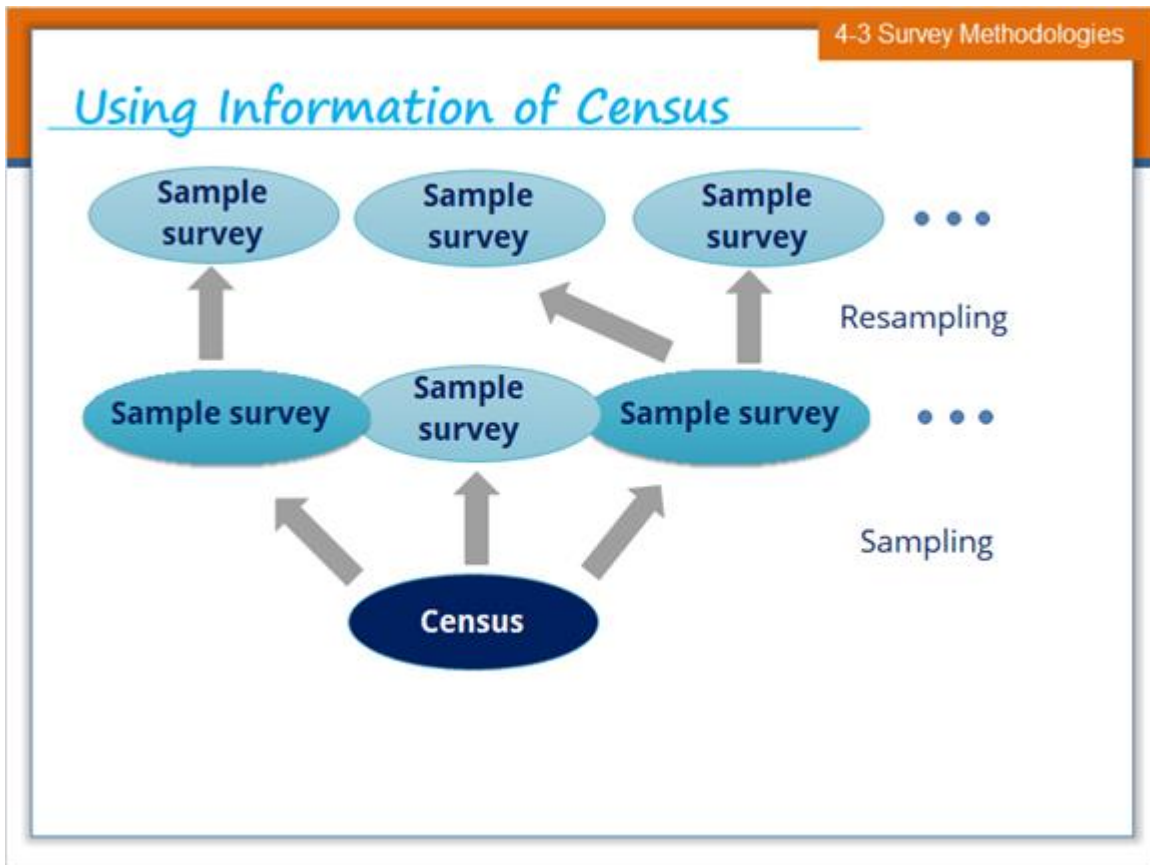 4-3 Survey Methodologies
Using Information of Census
Sample
survey
Sample
survey
Sample
survey
Resampling
Sample survey
Sample
survey
Sample survey
Sampling
Census